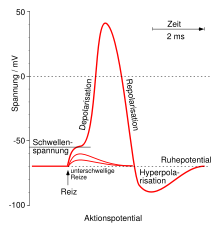 50
Zeit
2 ms
0
Spannung / mV
Depolarisation
Repolarisation
Schwellen-
spannung
-50
unterschwellige
Reize
Ruhepotential
Hyperpola-
risation
Reiz
-100
Aktionspotential